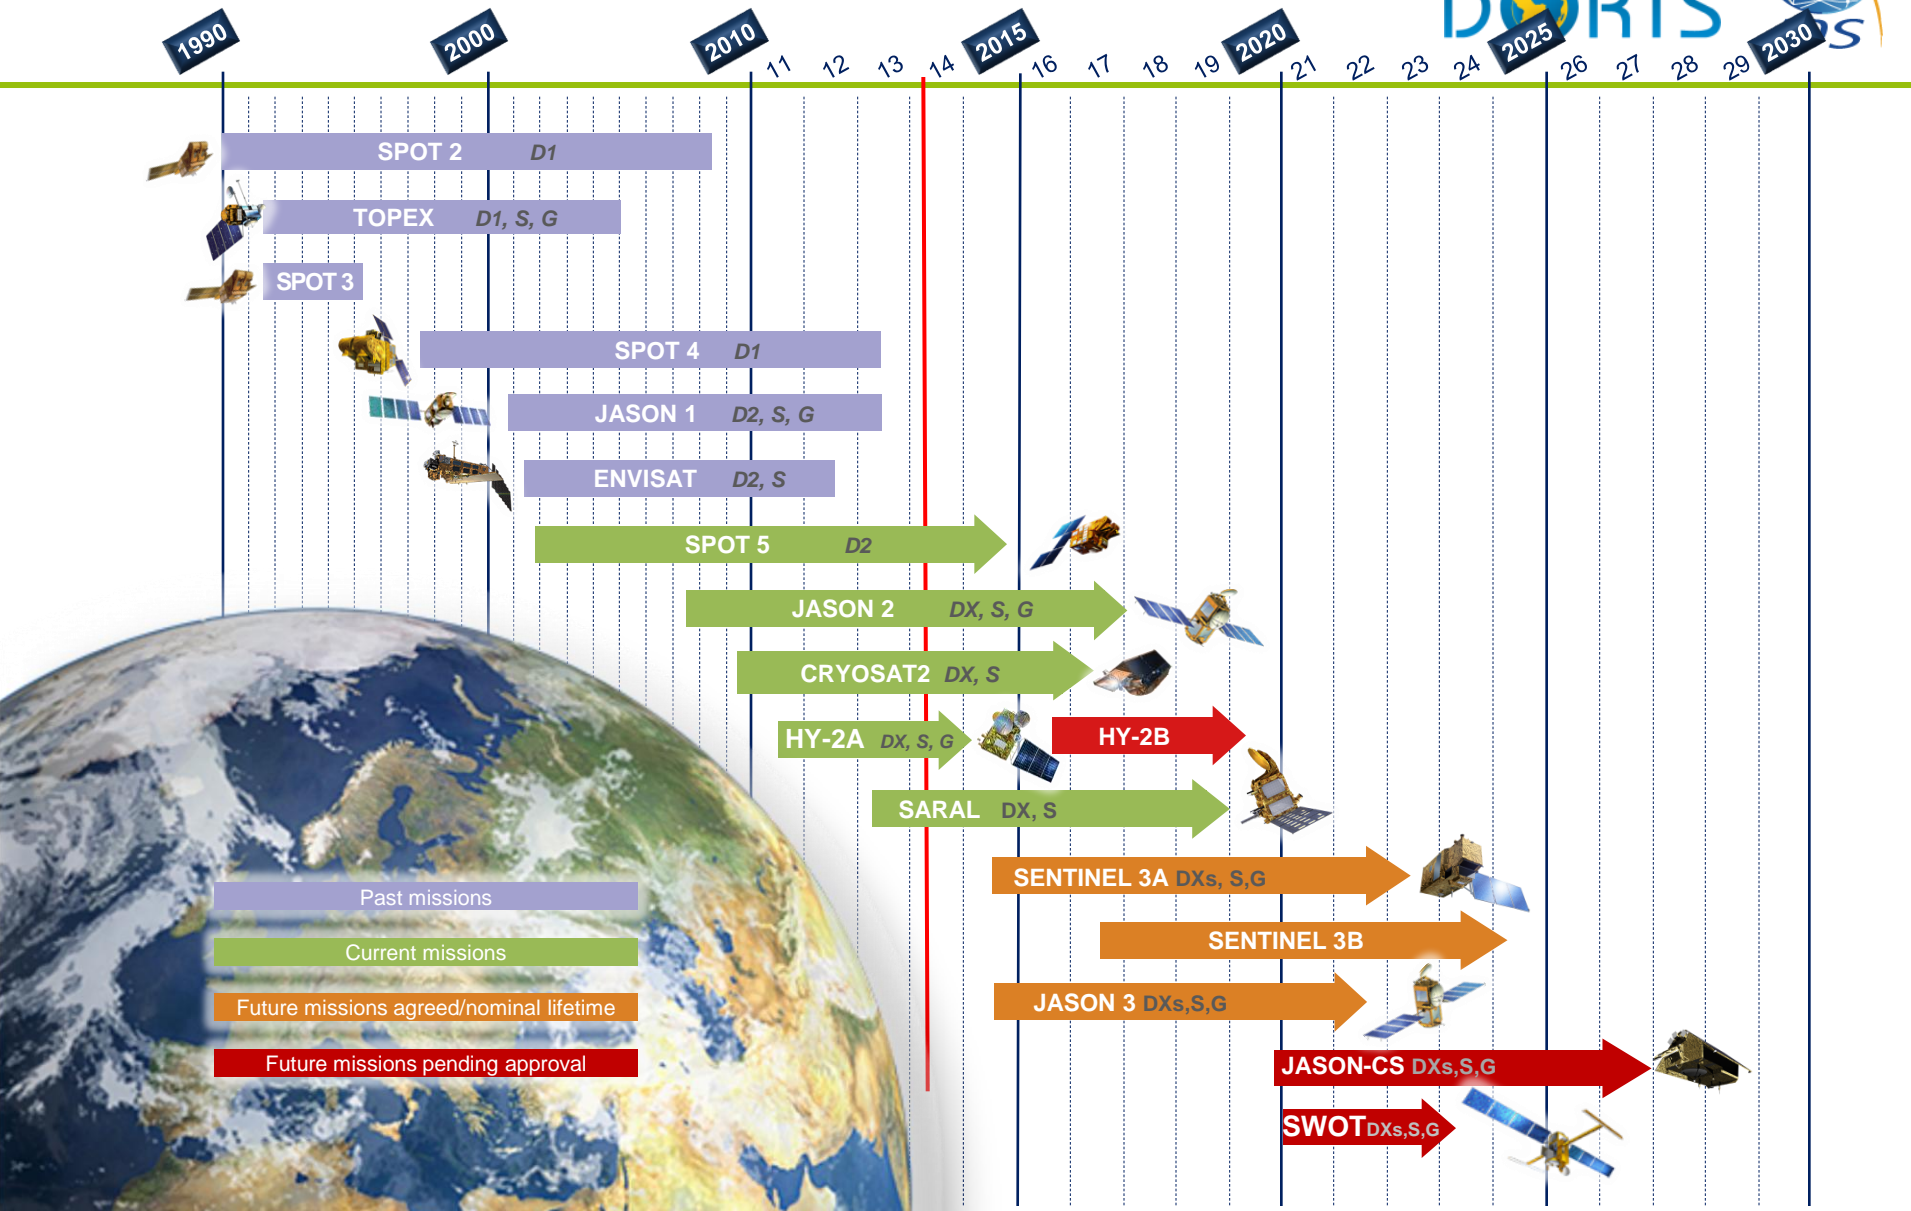 DORIS
IDS
1990
2000
2010
11
12
13
14
2015
16
17
18
19
2020
21
22
23
24
2025
26
27
28
29
2030
SPOT 2 D1
TOPEX D1, S, G
SPOT 3
SPOT 4 D1
JASON 1 D2, S, G
ENVISAT D2, S
SPOT 5 D2
JASON 2 DX, S, G
CRYOSAT2 DX, S
HY-2A DX, S, G
HY-2B
SARAL DX, S
SENTINEL 3A DXs, S,G
SENTINEL 3B
JASON 3 DXs,S,G
JASON-CS DXs,S,G
SWOT DXs,S,G
Past missions
Current missions
Future missions agreed/nominal lifetime
Future missions pending approval